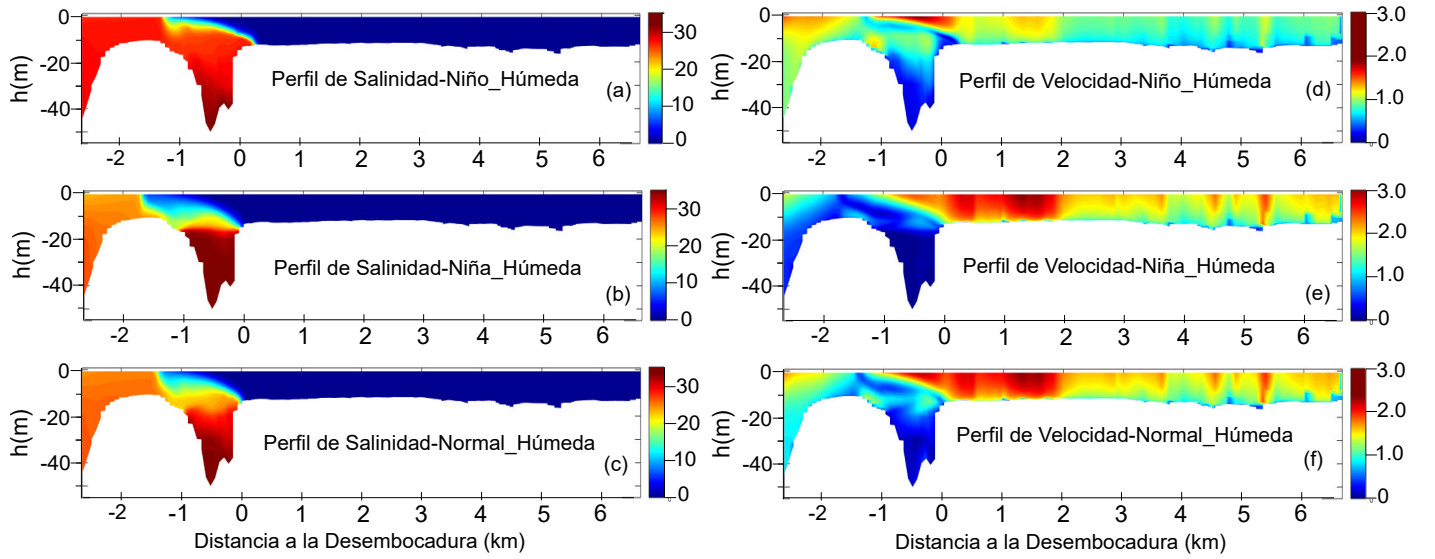 0
-20
-40
h(m)
Perfil de Salinidad-Niño_Húmeda
(a)
30
20
10
0
-2 -1 0 1 2 3 4 5 6
0
-20
-40
h(m)
Perfil de Velocidad-Niño_Húmeda
(d)
3.0
2.0
1.0
0
-2 -1 0 1 2 3 4 5 6
0
-20
-40
h(m)
Perfil de Salinidad-Niña_Húmeda
(b)
30
20
10
0
-2 -1 0 1 2 3 4 5 6
0
-20
-40
h(m)
Perfil de Velocidad-Niña_Húmeda
(e)
3.0
2.0
1.0
0
-2 -1 0 1 2 3 4 5 6
0
-20
-40
h(m)
Perfil de Salinidad-Normal_Húmeda
(c)
30
20
10
0
-2 -1 0 1 2 3 4 5 6
Distancia a la Desembocadura (km)
0
-20
-40
h(m)
Perfil de Velocidad-Normal_Húmeda
(f)
3.0
2.0
1.0
0
-2 -1 0 1 2 3 4 5 6
Distancia a la Desembocadura (km)